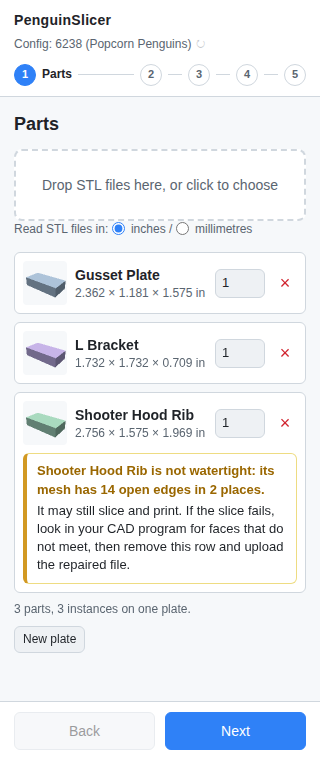 PenguinSlicer
Config: 6238 (Popcorn Penguins)
1 Parts 2 3 4 5
Parts
Drop STL files here, or click to choose
Read STL files in: inches / millimetres
Gusset Plate
2.362 × 1.181 × 1.575 in
1 ×
L Bracket
1.732 × 1.732 × 0.709 in
1 ×
Shooter Hood Rib
2.756 × 1.575 × 1.969 in
1 ×
Shooter Hood Rib is not watertight: its
mesh has 14 open edges in 2 places.
It may still slice and print. If the slice fails,
look in your CAD program for faces that do
not meet, then remove this row and upload
the repaired file.
3 parts, 3 instances on one plate.
New plate
Back Next